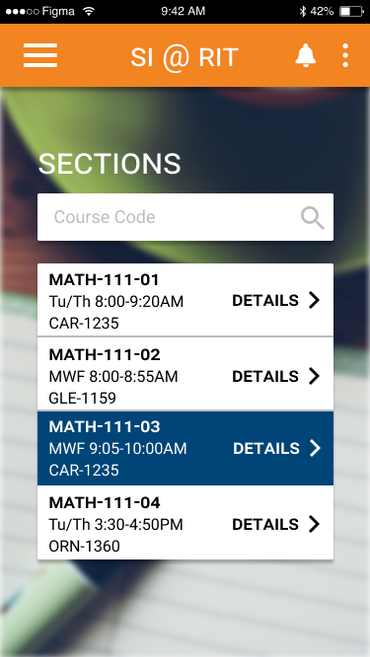 Figma 9:42 AM 42%
SI @ RIT
SECTIONS
Course Code
MATH-111-01
Tu/Th 8:00-9:20AM DETAILS
CAR-1235
MATH-111-02
MWF 8:00-8:55AM DETAILS
GLE-1159
MATH-111-03
MWF 9:05-10:00AM DETAILS
CAR-1235
MATH-111-04
Tu/Th 3:30-4:50PM DETAILS
ORN-1360